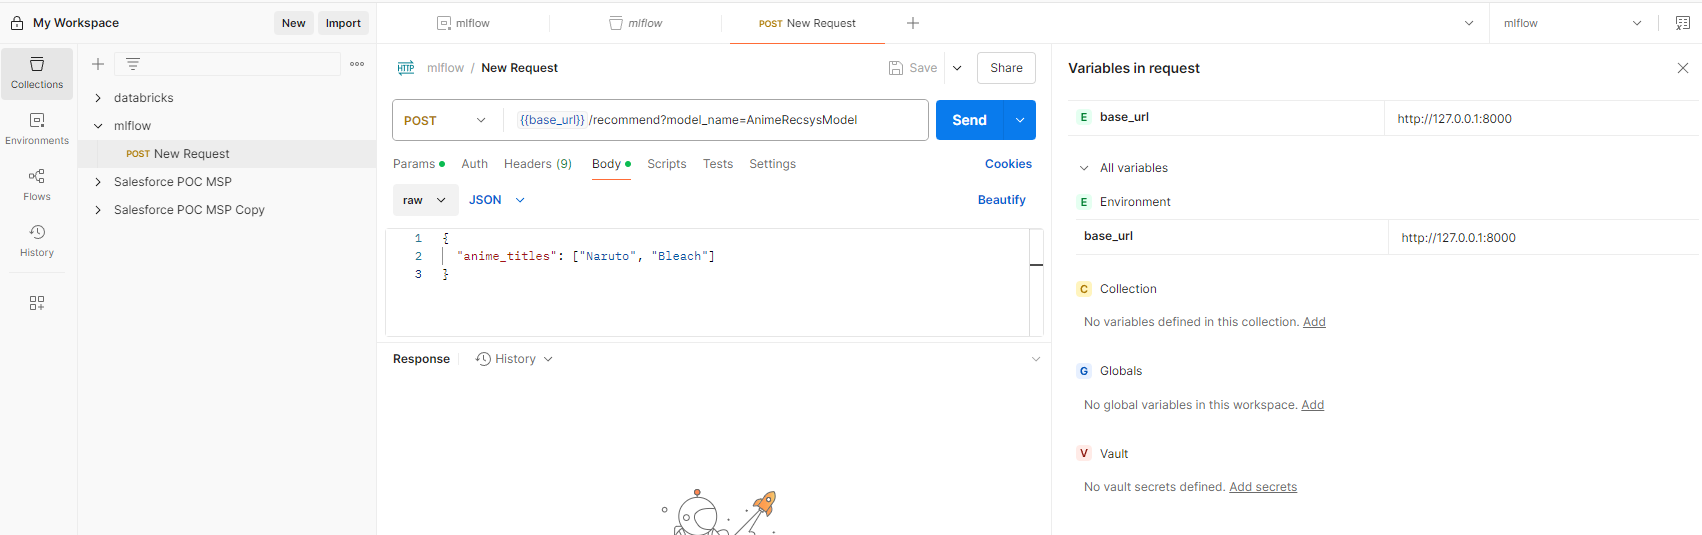 My Workspace
New
Import
mlflow
mlflow
POST New Request
mlflow
Collections
Environments
Flows
History
databricks
mlflow
POST New Request
Salesforce POC MSP
Salesforce POC MSP Copy
HTTP
mlflow / New Request
Save
Share
POST
{{base_url}} /recommend?model_name=AnimeRecsysModel
Send
Params
Auth
Headers (9)
Body
Scripts
Tests
Settings
Cookies
raw
JSON
Beautify
1 {
2 "anime_titles": ["Naruto", "Bleach"]
3 }
Response
History
Variables in request
E base_url
http://127.0.0.1:8000
All variables
E Environment
base_url
http://127.0.0.1:8000
C Collection
No variables defined in this collection. Add
G Globals
No global variables in this workspace. Add
V Vault
No vault secrets defined. Add secrets